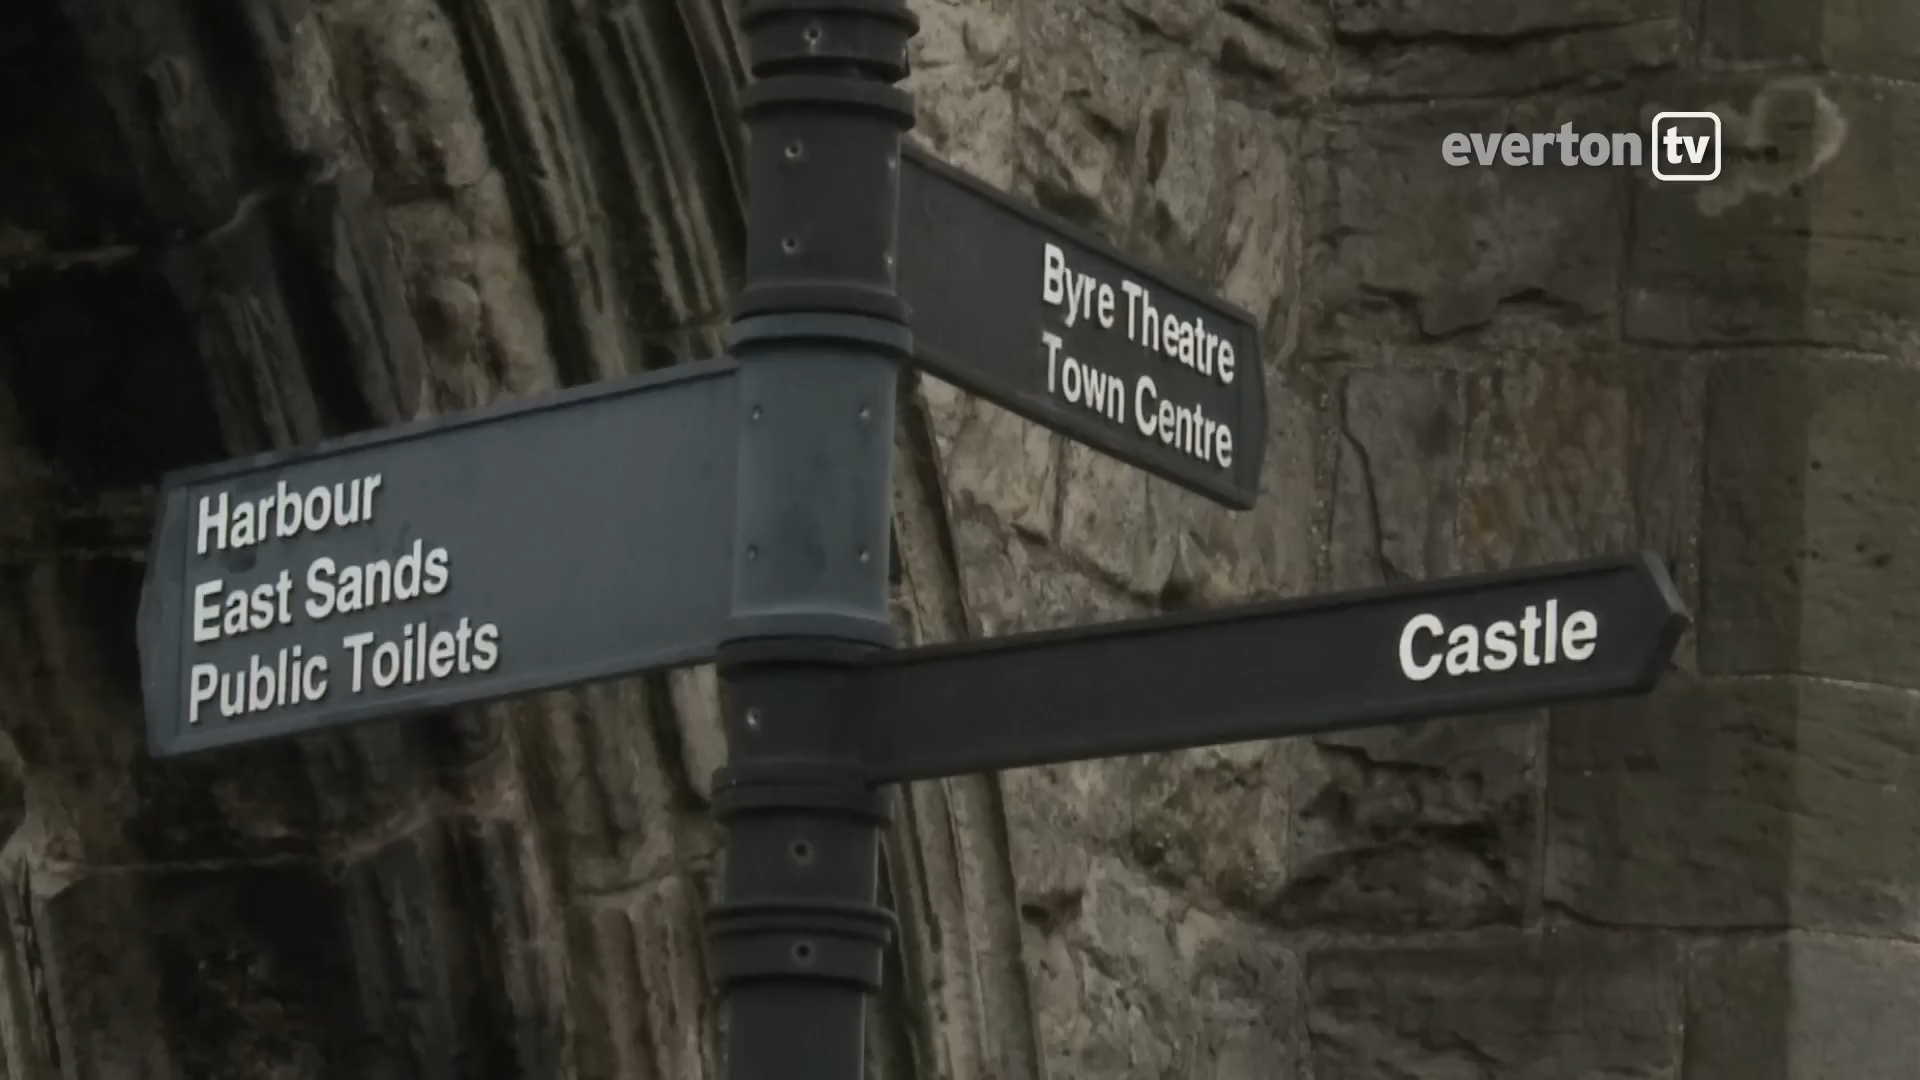 everton tv
Byre Theatre
Town Centre
Harbour
East Sands
Public Toilets
Castle